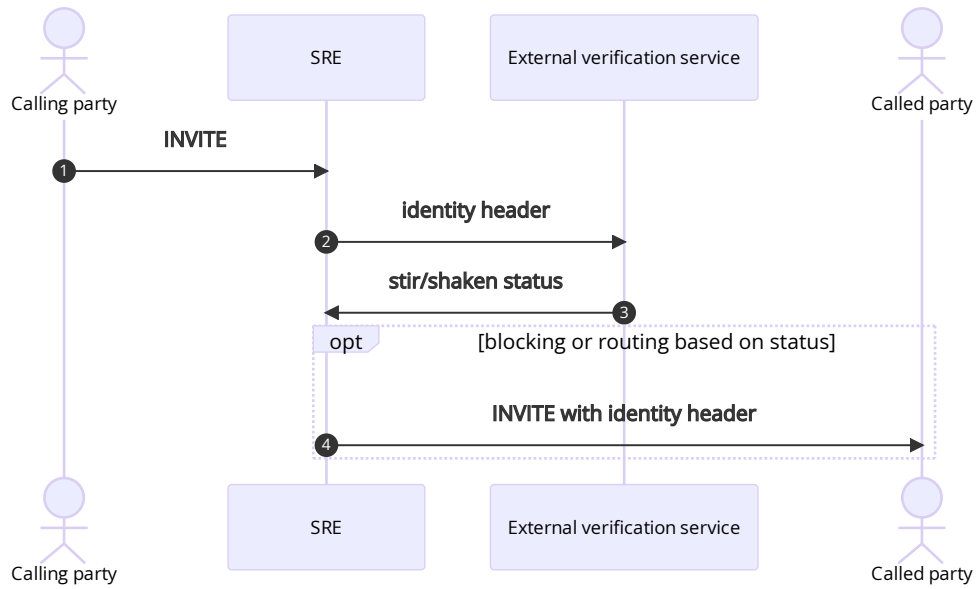 SRE
External verification service
Calling party
Called party
INVITE
1
identity header
2
stir/shaken status
3
opt
[blocking or routing based on status]
INVITE with identity header
4
SRE
External verification service
Calling party
Called party